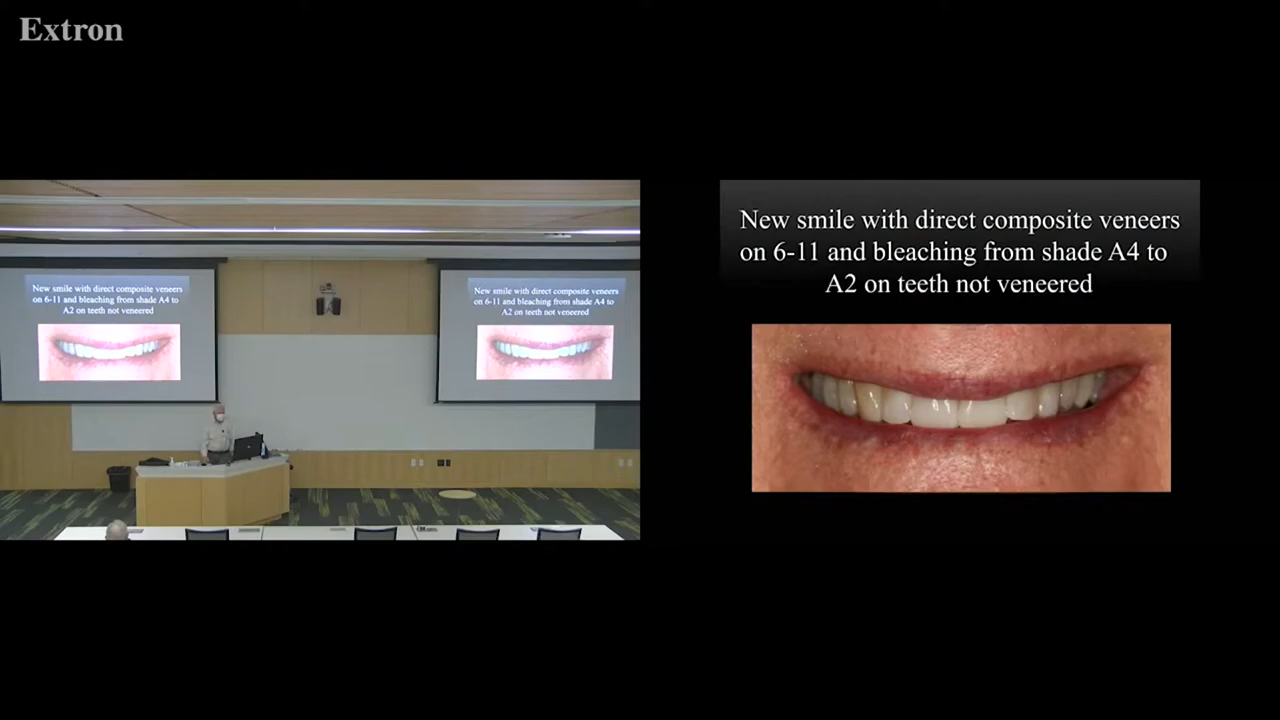 Extron
New smile with direct composite veneers
on 6-11 and bleaching from shade A4 to
A2 on teeth not veneered
New smile with direct composite veneers
on 6-11 and bleaching from shade A4 to
A2 on teeth not veneered
New smile with direct composite veneers
on 6-11 and bleaching from shade A4 to
A2 on teeth not veneered